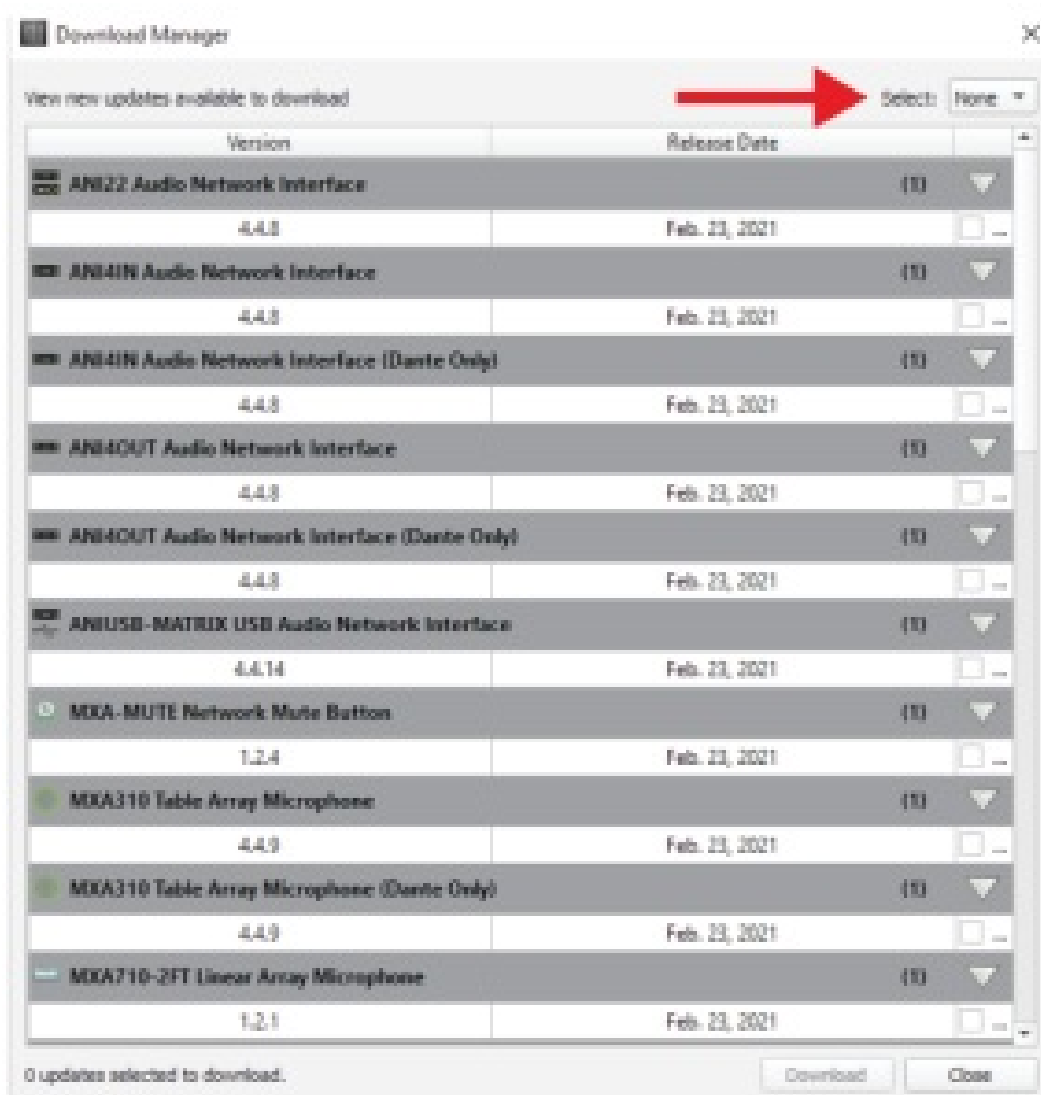 Download Manager
View new updates available to download Select: None
Version Release Date
ANI22 Audio Network Interface (1)
4.4.8 Feb. 23, 2021
ANI4IN Audio Network Interface (1)
4.4.8 Feb. 23, 2021
ANI4IN Audio Network Interface (Dante Only) (1)
4.4.8 Feb. 23, 2021
ANI4OUT Audio Network Interface (1)
4.4.8 Feb. 23, 2021
ANI4OUT Audio Network Interface (Dante Only) (1)
4.4.8 Feb. 23, 2021
ANIUSB-MATRIX USB Audio Network Interface (1)
4.4.14 Feb. 23, 2021
MXA-MUTE Network Mute Button (1)
1.2.4 Feb. 23, 2021
MXA310 Table Array Microphone (1)
4.4.9 Feb. 23, 2021
MXA310 Table Array Microphone (Dante Only) (1)
4.4.9 Feb. 23, 2021
MXA710-2FT Linear Array Microphone (1)
1.2.1 Feb. 23, 2021
0 updates selected to download. Download Close